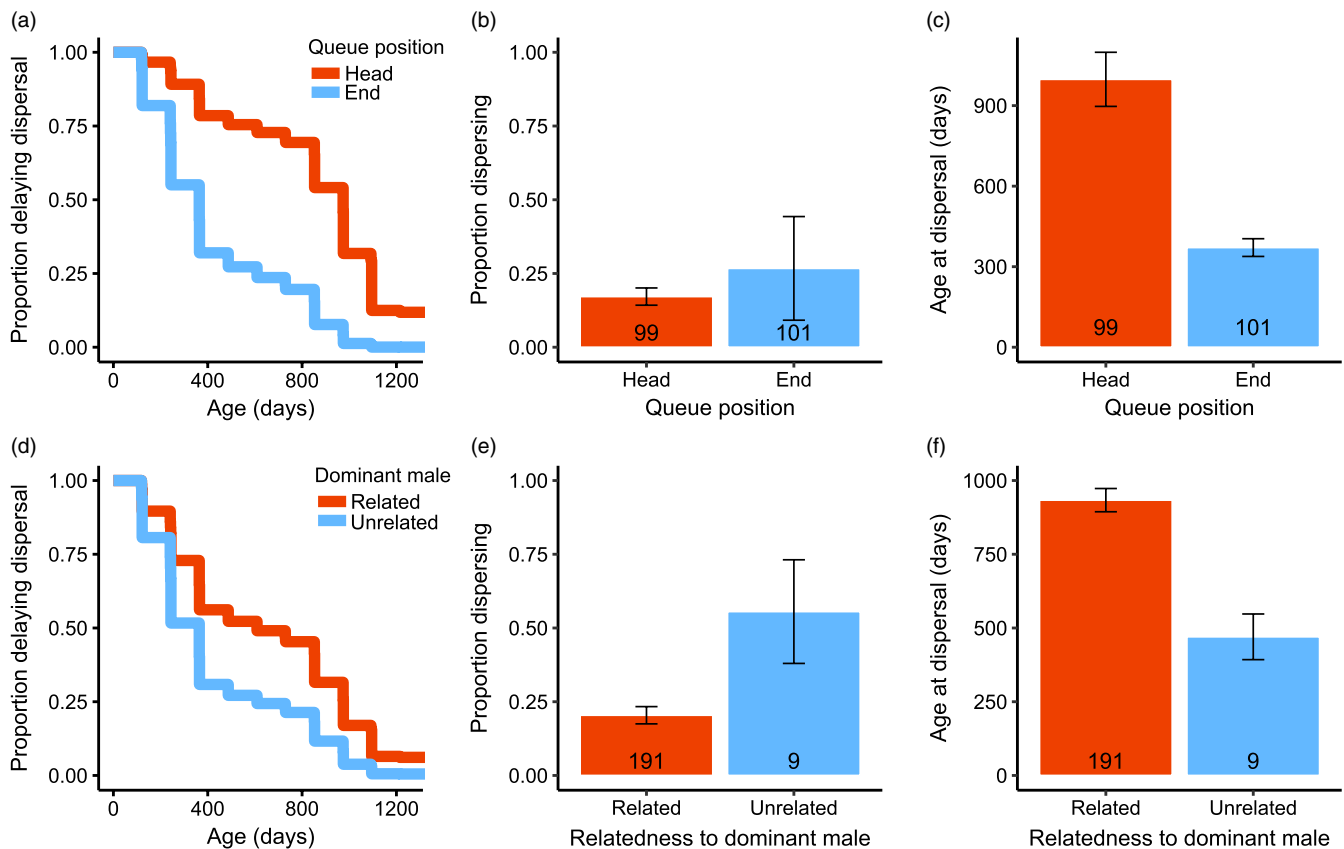 (a)
Proportion delaying dispersal
1.00
0.75
0.50
0.25
0.00
0 400 800 1200
Age (days)
Queue position
Head
End
(b)
Proportion dispersing
1.00
0.75
0.50
0.25
0.00
99 101
Head End
Queue position
(c)
Age at dispersal (days)
900
600
300
0
99 101
Head End
Queue position
(d)
Proportion delaying dispersal
1.00
0.75
0.50
0.25
0.00
0 400 800 1200
Age (days)
Dominant male
Related
Unrelated
(e)
Proportion dispersing
1.00
0.75
0.50
0.25
0.00
191 9
Related Unrelated
Relatedness to dominant male
(f)
Age at dispersal (days)
1000
750
500
250
0
191 9
Related Unrelated
Relatedness to dominant male